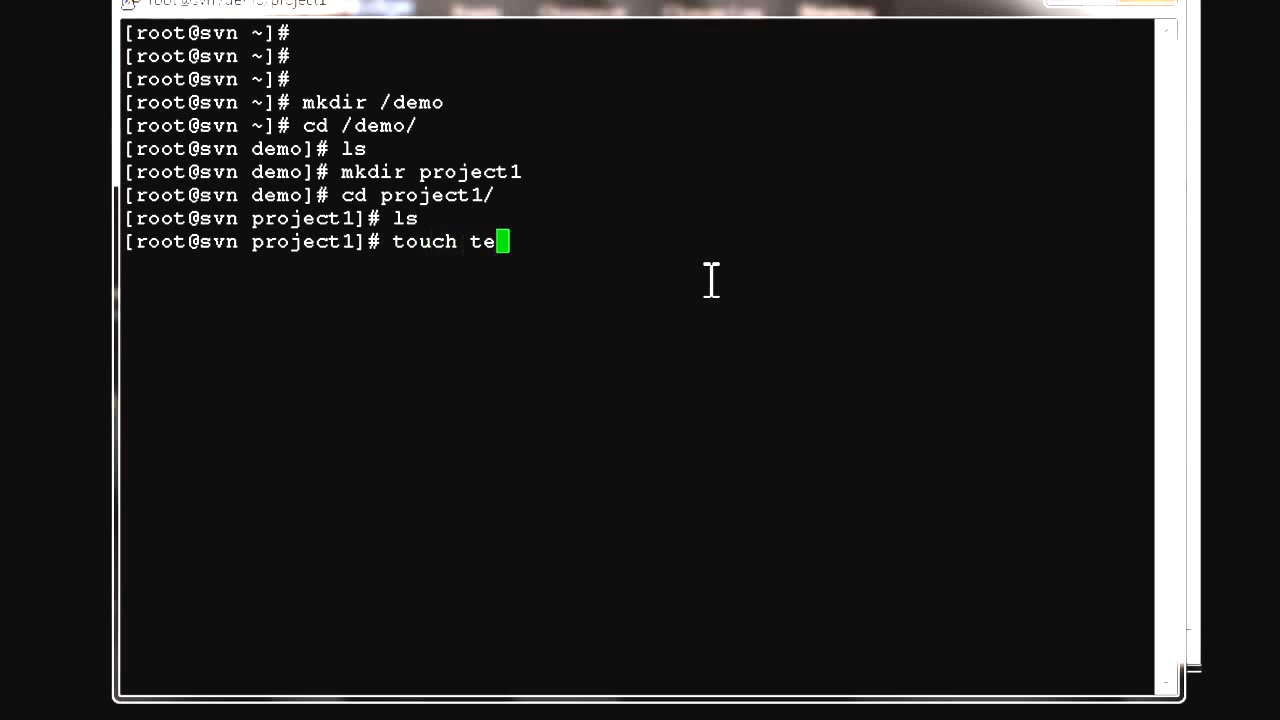 [root@svn ~]#
[root@svn ~]#
[root@svn ~]#
[root@svn ~]# mkdir /demo
[root@svn ~]# cd /demo/
[root@svn demo]# ls
[root@svn demo]# mkdir project1
[root@svn demo]# cd project1/
[root@svn project1]# ls
[root@svn project1]# touch te